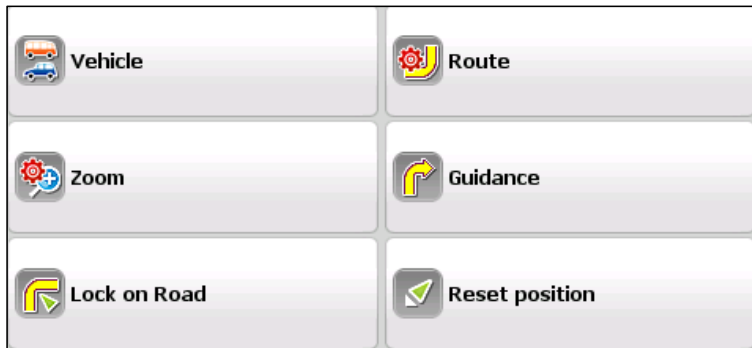 Vehicle
Route
Zoom
Guidance
Lock on Road
Reset position